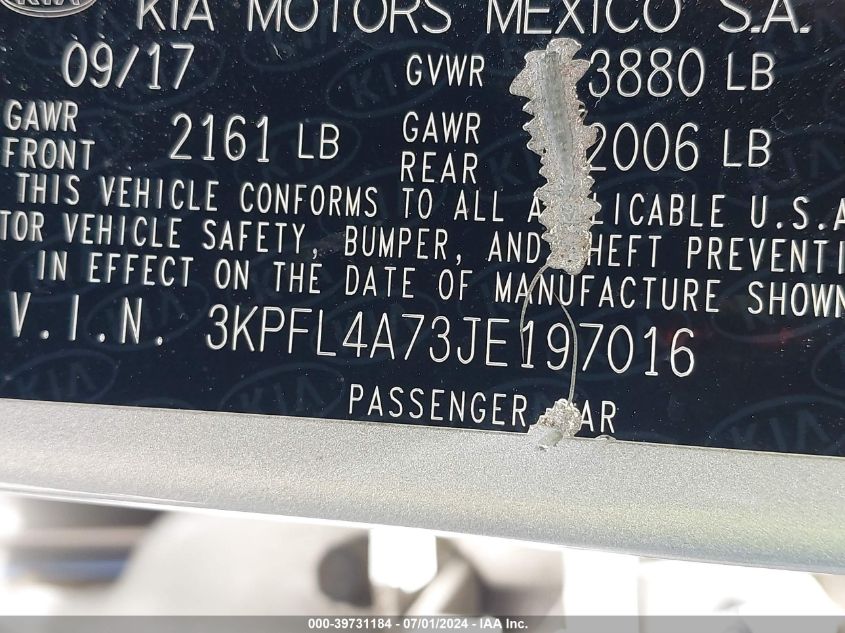 KIA
KIA MOTORS MEXICO S.A.
09/17 GVWR 3880 LB
GAWR FRONT 2161 LB GAWR REAR 2006 LB
THIS VEHICLE CONFORMS TO ALL A LICABLE U.S.A
TOR VEHICLE SAFETY, BUMPER, AND HEFT PREVENTI
IN EFFECT ON THE DATE OF MANUFACTURE SHOWN
V.I.N. 3KPFL4A73JE197016
PASSENGER AR
000-39731184 - 07/01/2024 - IAA Inc.